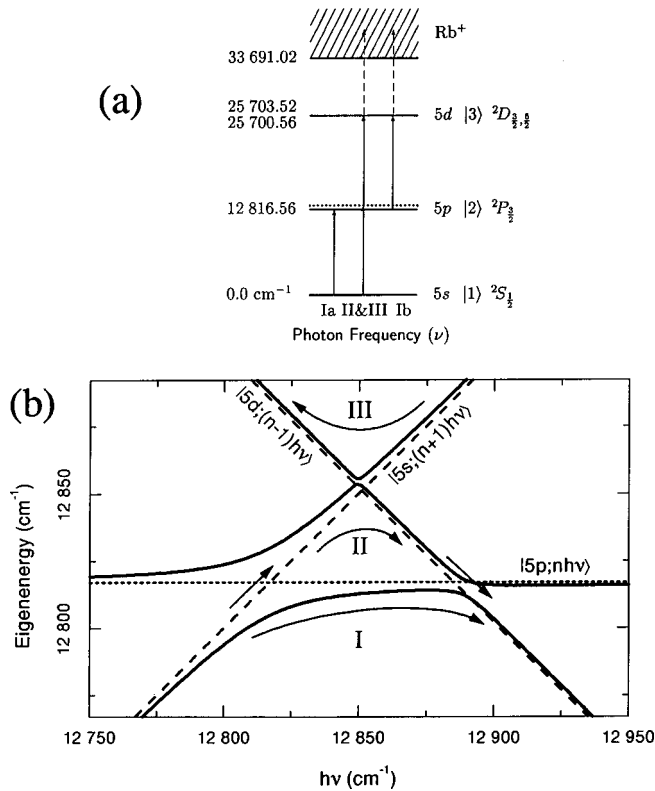 Rb⁺
33 691.02
(a)
25 703.52
25 700.56
5d |3⟩ ²D₃⁄₂,₅⁄₂
12 816.56
5p |2⟩ ²P₃⁄₂
0.0 cm⁻¹
5s |1⟩ ²S₁⁄₂
Ia II&III Ib
Photon Frequency (ν)
(b)
|5d;(n-1)hν⟩
III
|5s;(n+1)hν⟩
12 850
II
|5p;nhν⟩
12 800
I
Eigenenergy (cm⁻¹)
12 750 12 800 12 850 12 900 12 950
hν (cm⁻¹)